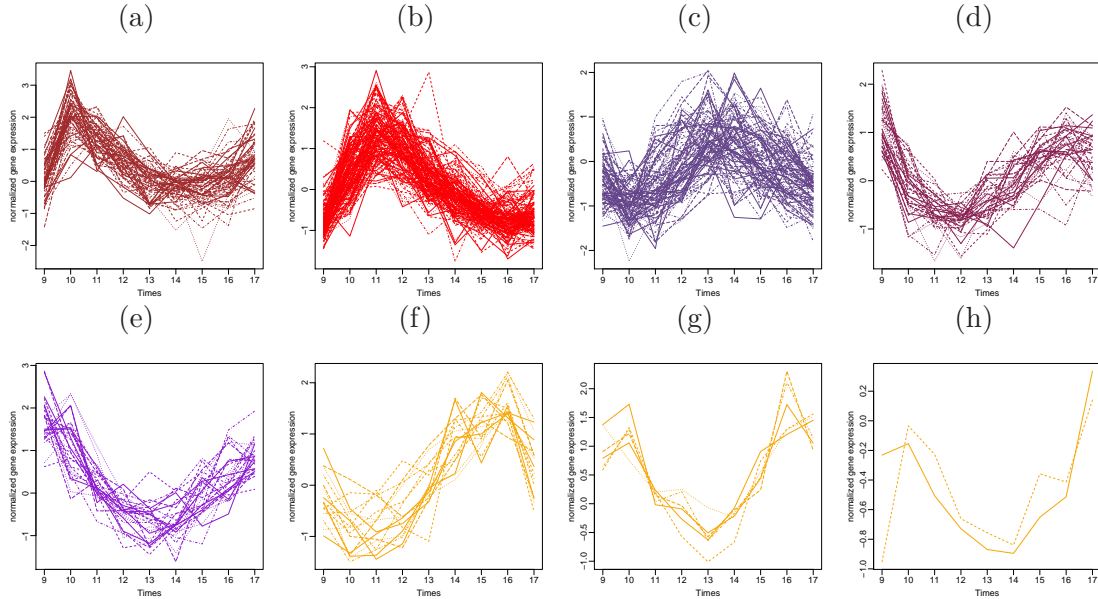 (a) (b) (c) (d)
normalized gene expression
3
2
1
0
−1
−2
9 10 11 12 13 14 15 16 17
Times
normalized gene expression
3
2
1
0
−1
9 10 11 12 13 14 15 16 17
Times
normalized gene expression
2
1
0
−1
−2
9 10 11 12 13 14 15 16 17
Times
normalized gene expression
2
1
0
−1
9 10 11 12 13 14 15 16 17
Times
(e) (f) (g) (h)
normalized gene expression
3
2
1
0
−1
9 10 11 12 13 14 15 16 17
Times
normalized gene expression
2
1
0
−1
9 10 11 12 13 14 15 16 17
Times
normalized gene expression
2.0
1.5
1.0
0.5
0.0
−0.5
−1.0
9 10 11 12 13 14 15 16 17
Times
normalized gene expression
0.2
0.0
−0.2
−0.4
−0.6
−0.8
−1.0
9 10 11 12 13 14 15 16 17
Times